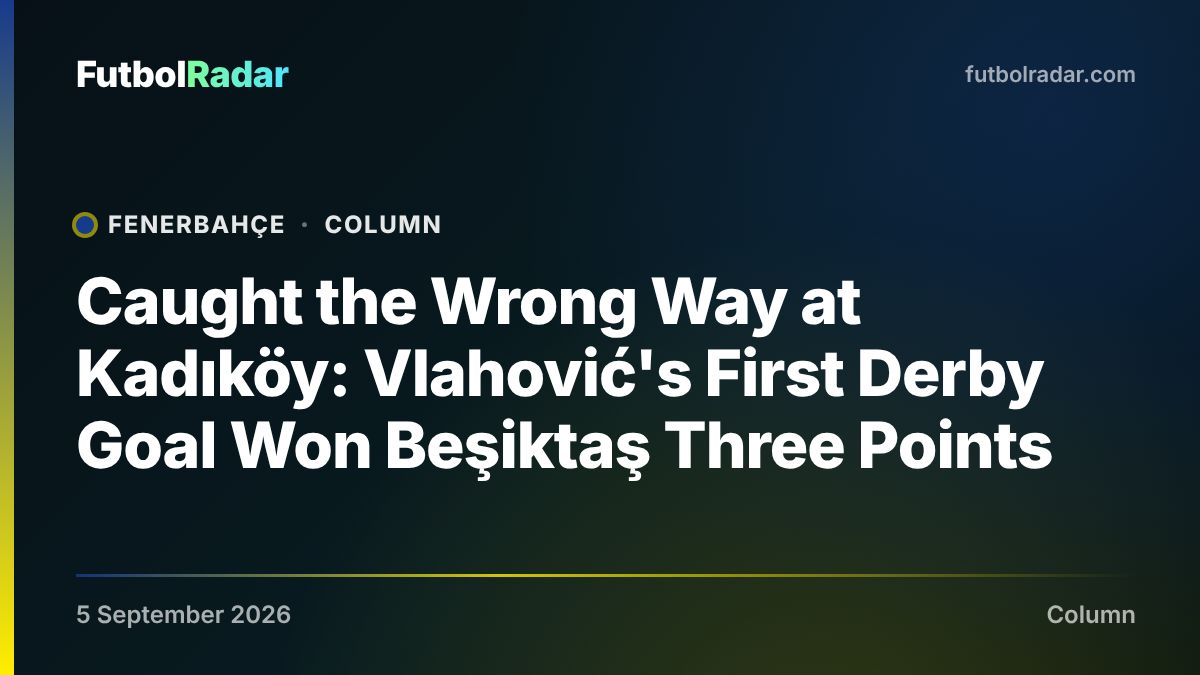 FutbolRadar
futbolradar.com
FENERBAHÇE · COLUMN
Caught the Wrong Way at
Kadıköy: Vlahović's First Derby
Goal Won Beşiktaş Three Points
5 September 2026
Column